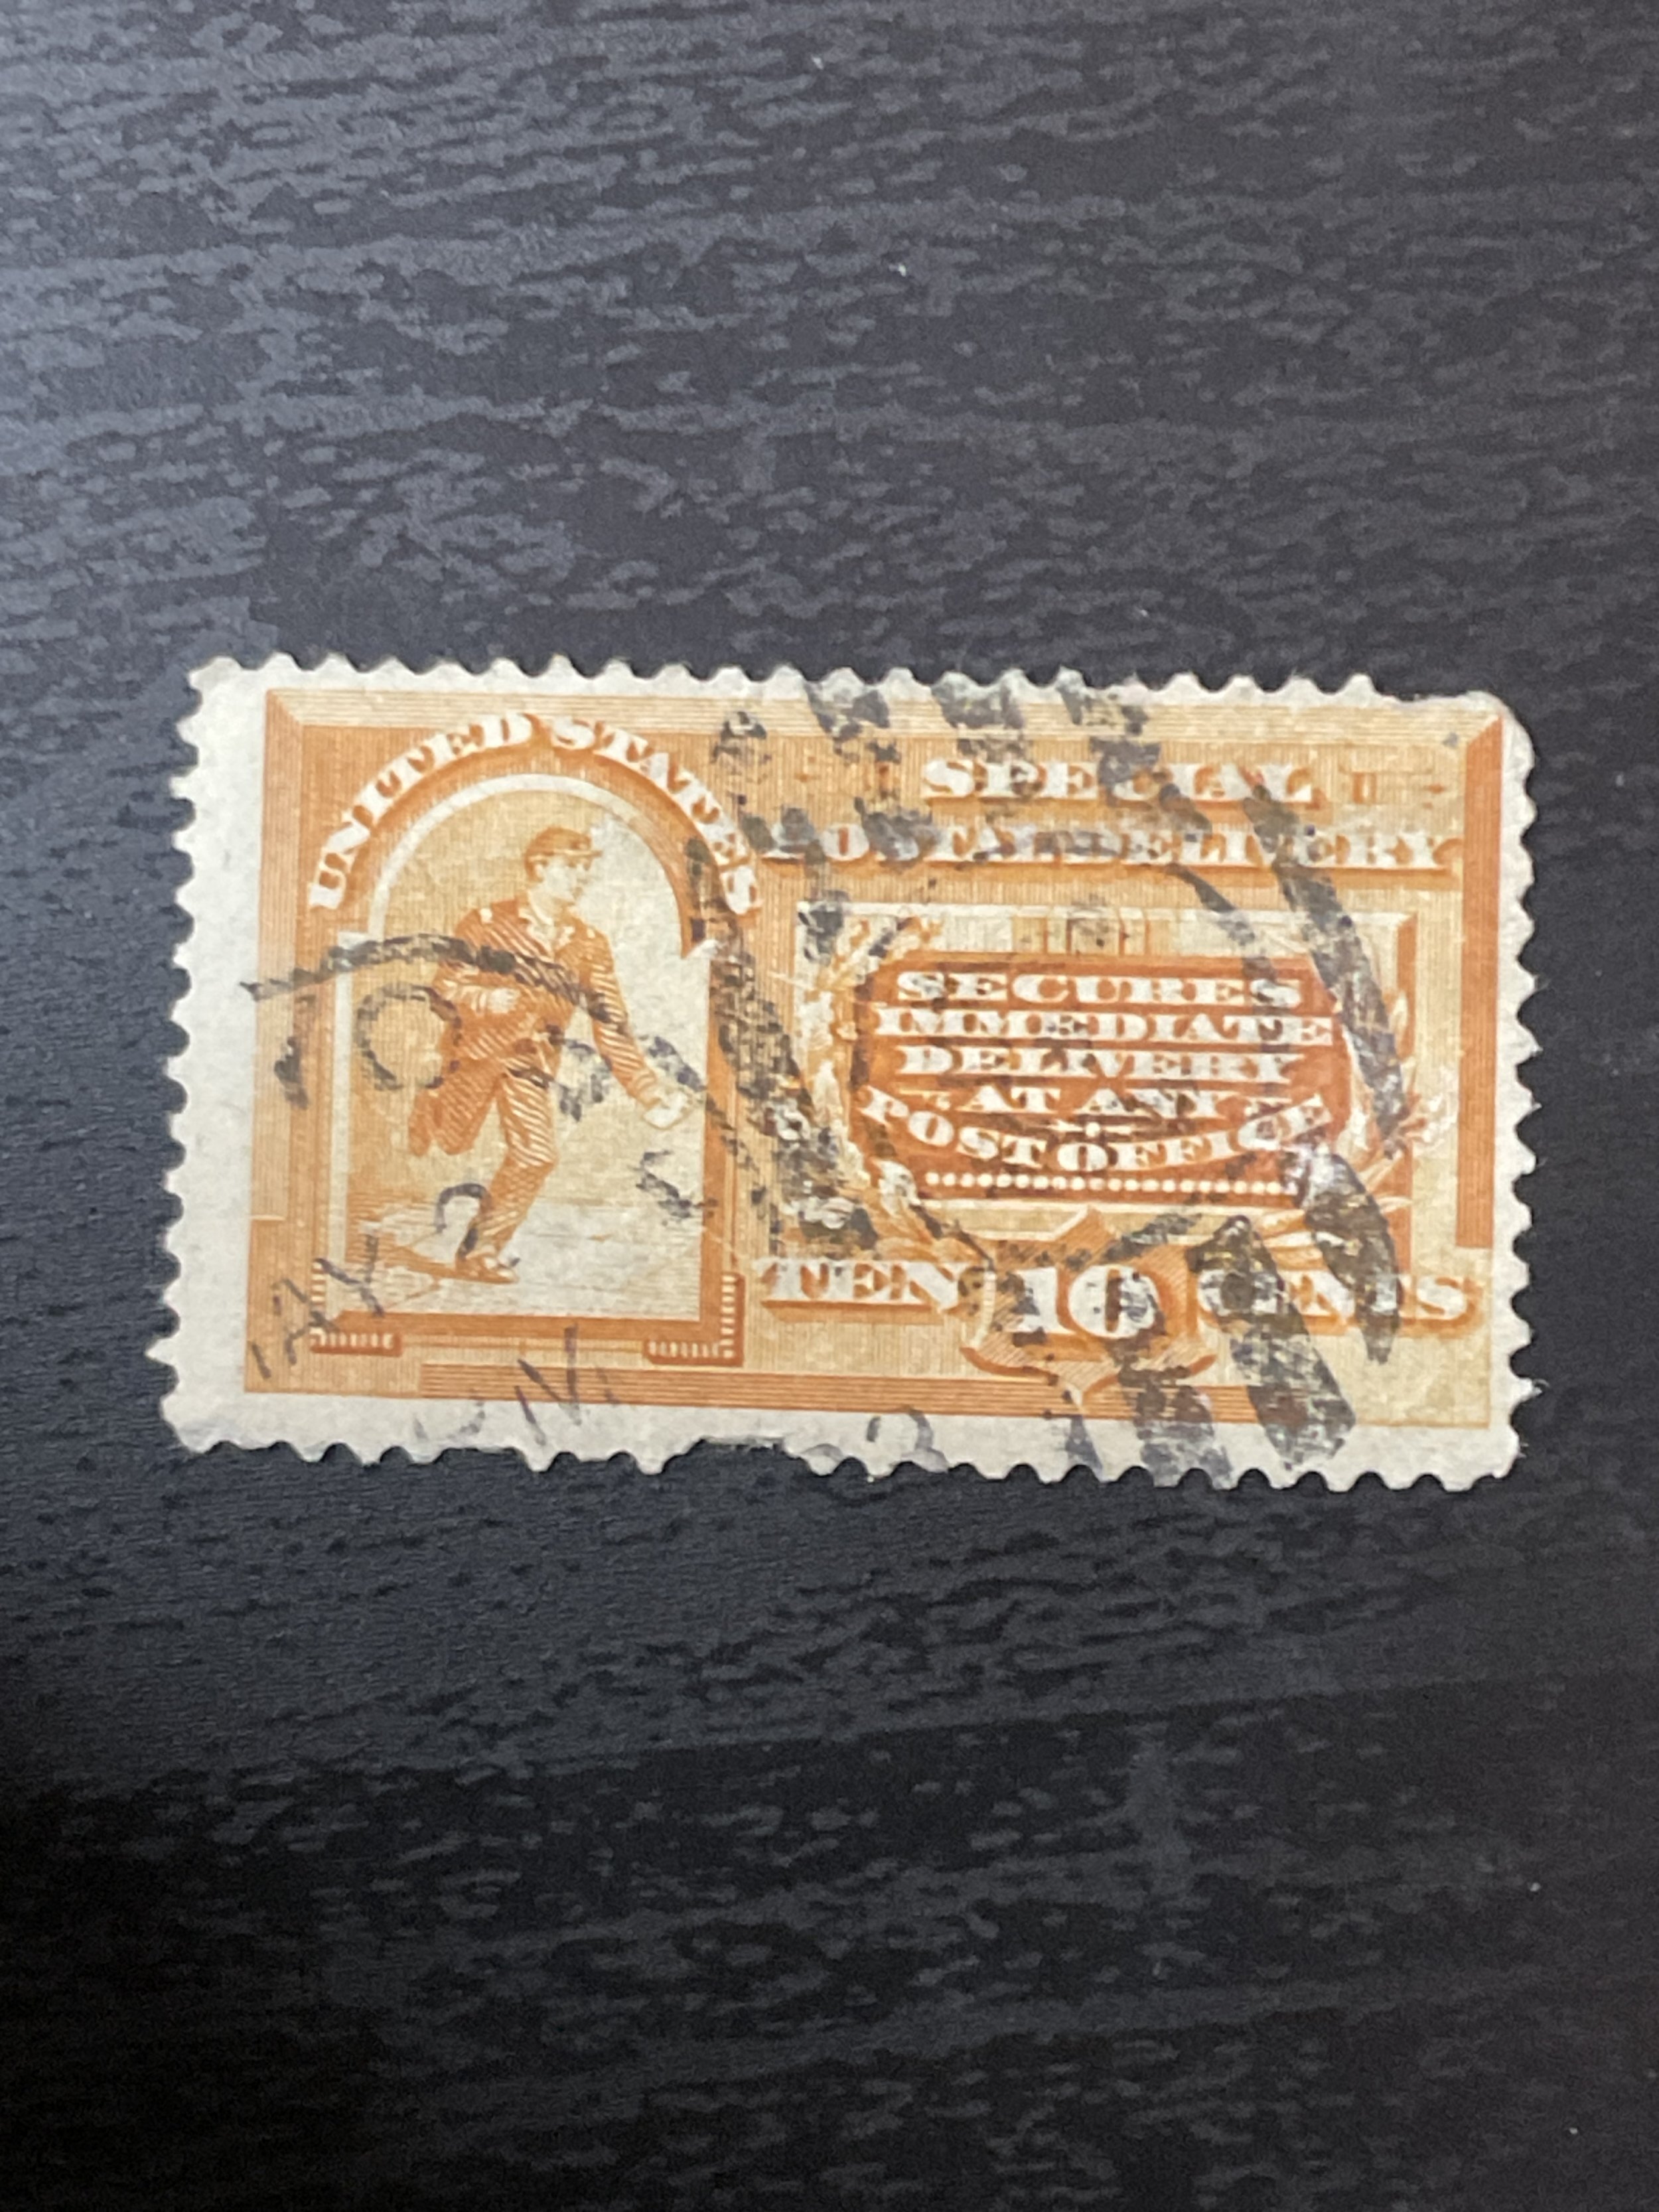 UNITED STATES
SPECIAL
POSTAL DELIVERY
SECURES
IMMEDIATE
DELIVERY
AT ANY
POST OFFICE
TEN 10 CENTS